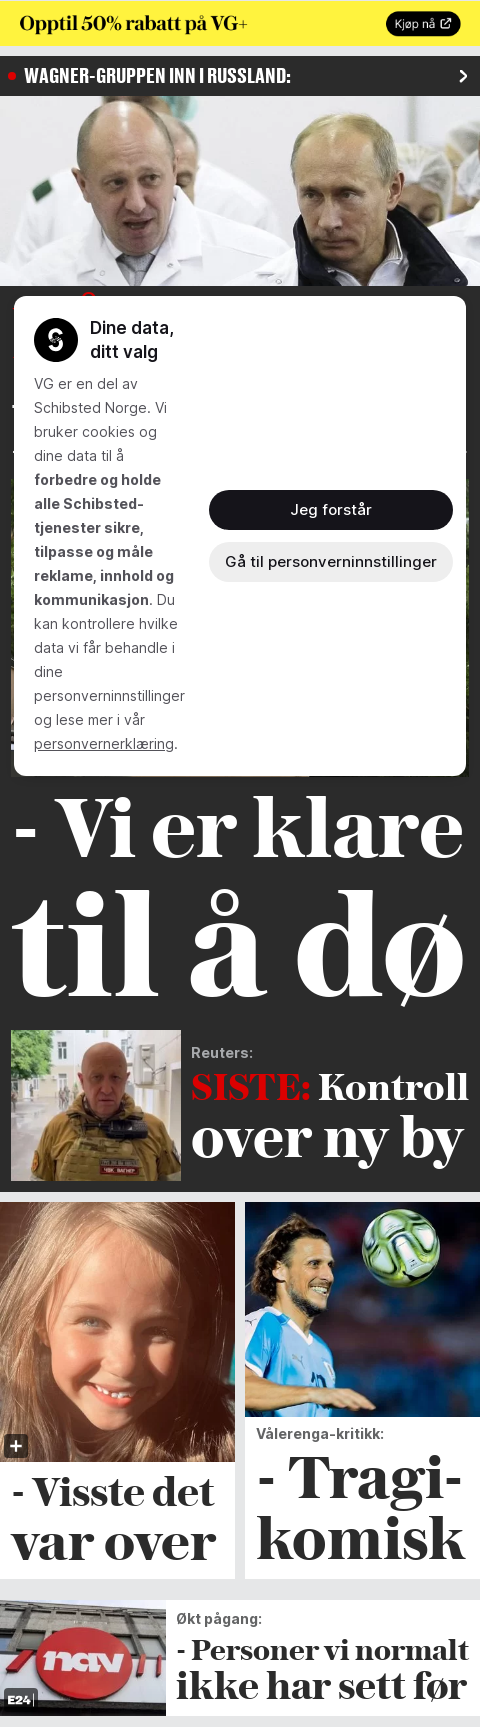 Opptil 50% rabatt på VG+
Kjøp nå
WAGNER-GRUPPEN INN I RUSSLAND:
Dine data,
ditt valg
VG er en del av
Schibsted Norge. Vi
bruker cookies og
dine data til å
forbedre og holde
alle Schibsted-
tjenester sikre,
tilpasse og måle
reklame, innhold og
kommunikasjon. Du
kan kontrollere hvilke
data vi får behandle i
dine
personverninnstillinger
og lese mer i vår
personvernerklæring.
Jeg forstår
Gå til personverninnstillinger
- Vi er klare
til å dø
Reuters:
SISTE: Kontroll
over ny by
- Visste det
var over
Vålerenga-kritikk:
- Tragi-
komisk
nav
E24
Økt pågang:
- Personer vi normalt
ikke har sett før